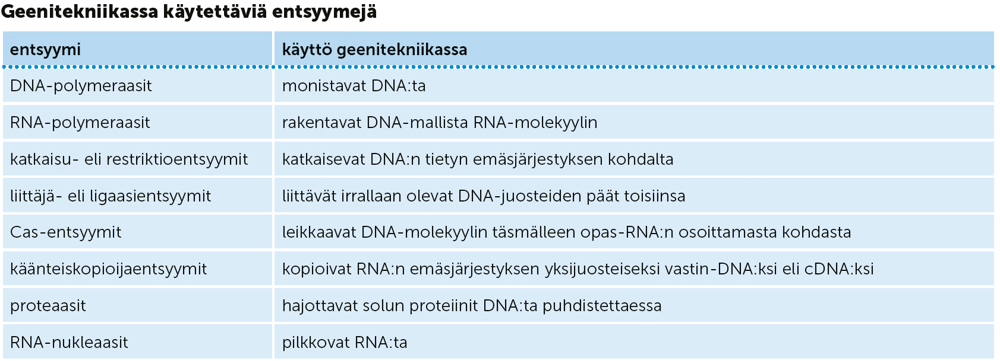 Geenitekniikassa käytettäviä entsyymejä
entsyymi käyttö geenitekniikassa
DNA-polymeraasit monistavat DNA:ta
RNA-polymeraasit rakentavat DNA-mallista RNA-molekyylin
katkaisu- eli restriktioentsyymit katkaisevat DNA:n tietyn emäsjärjestyksen kohdalta
liittäjä- eli ligaasientsyymit liittävät irrallaan olevat DNA-juosteiden päät toisiinsa
Cas-entsyymit leikkaavat DNA-molekyylin täsmälleen opas-RNA:n osoittamasta kohdasta
käänteiskopioijaentsyymit kopioivat RNA:n emäsjärjestyksen yksijuosteiseksi vastin-DNA:ksi eli cDNA:ksi
proteaasit hajottavat solun proteiinit DNA:ta puhdistettaessa
RNA-nukleaasit pilkkovat RNA:ta